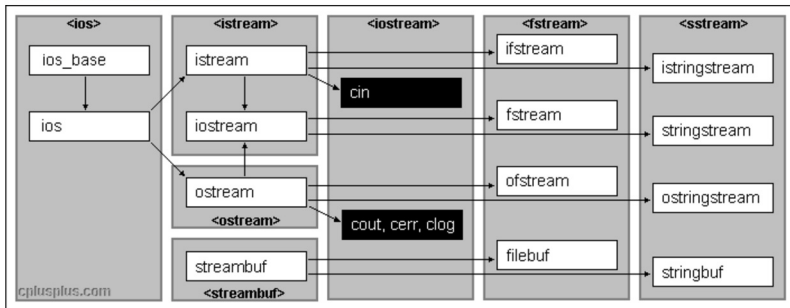 <ios>
ios_base
ios
cplusplus.com
<istream>
istream
iostream
ostream
<ostream>
streambuf
<streambuf>
<iostream>
cin
cout, cerr, clog
<fstream>
ifstream
fstream
ofstream
filebuf
<sstream>
istringstream
stringstream
ostringstream
stringbuf